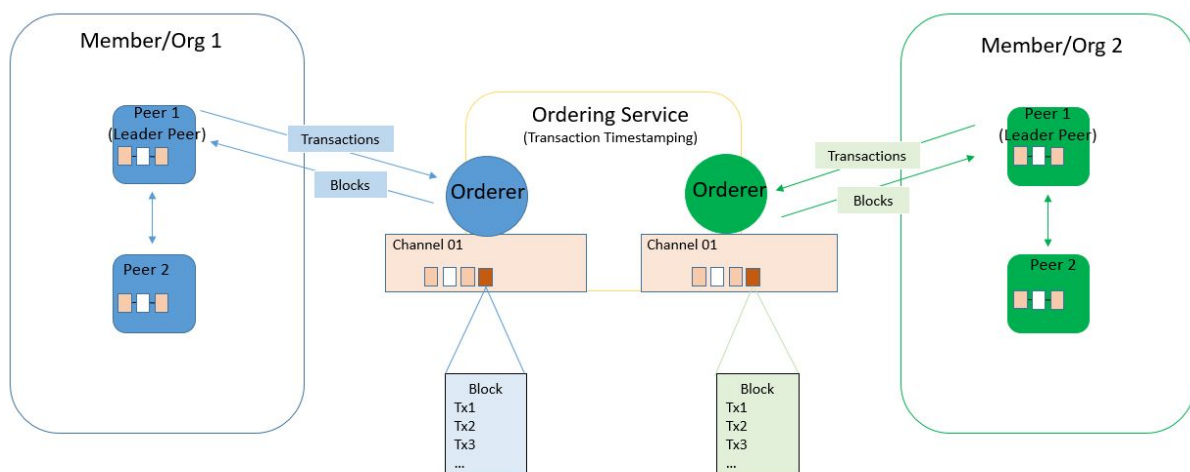 Member/Org 1
Peer 1
(Leader Peer)
Peer 2
Transactions
Blocks
Ordering Service
(Transaction Timestamping)
Orderer
Orderer
Channel 01
Channel 01
Block
Tx1
Tx2
Tx3
...
Block
Tx1
Tx2
Tx3
...
Transactions
Blocks
Member/Org 2
Peer 1
(Leader Peer)
Peer 2